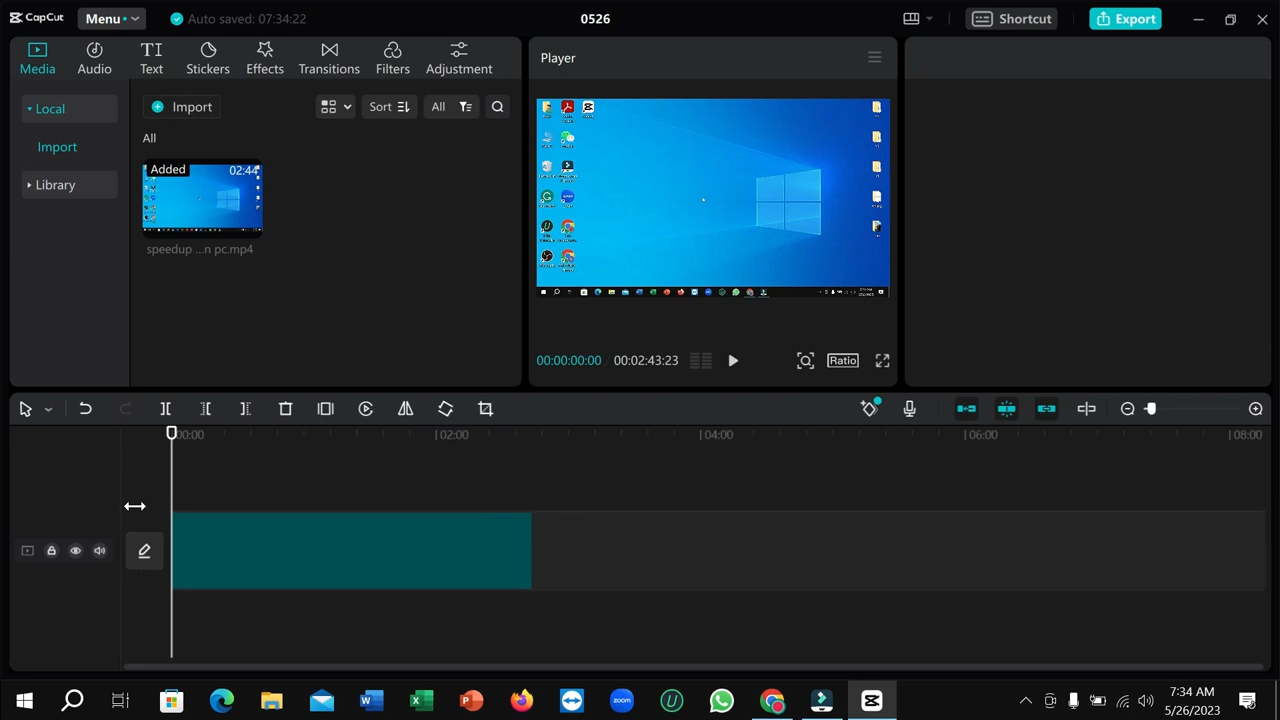 CapCut
Menu
Auto saved: 07:34:22
0526
Shortcut
Export
Media
Audio
Text
Stickers
Effects
Transitions
Filters
Adjustment
Local
Import
Library
Import
Sort
All
All
Added
02:44
speedup ...n pc.mp4
Player
00:00:00:00 / 00:02:43:23
Ratio
00:00
02:00
04:00
06:00
08:00
7:34 AM
5/26/2023